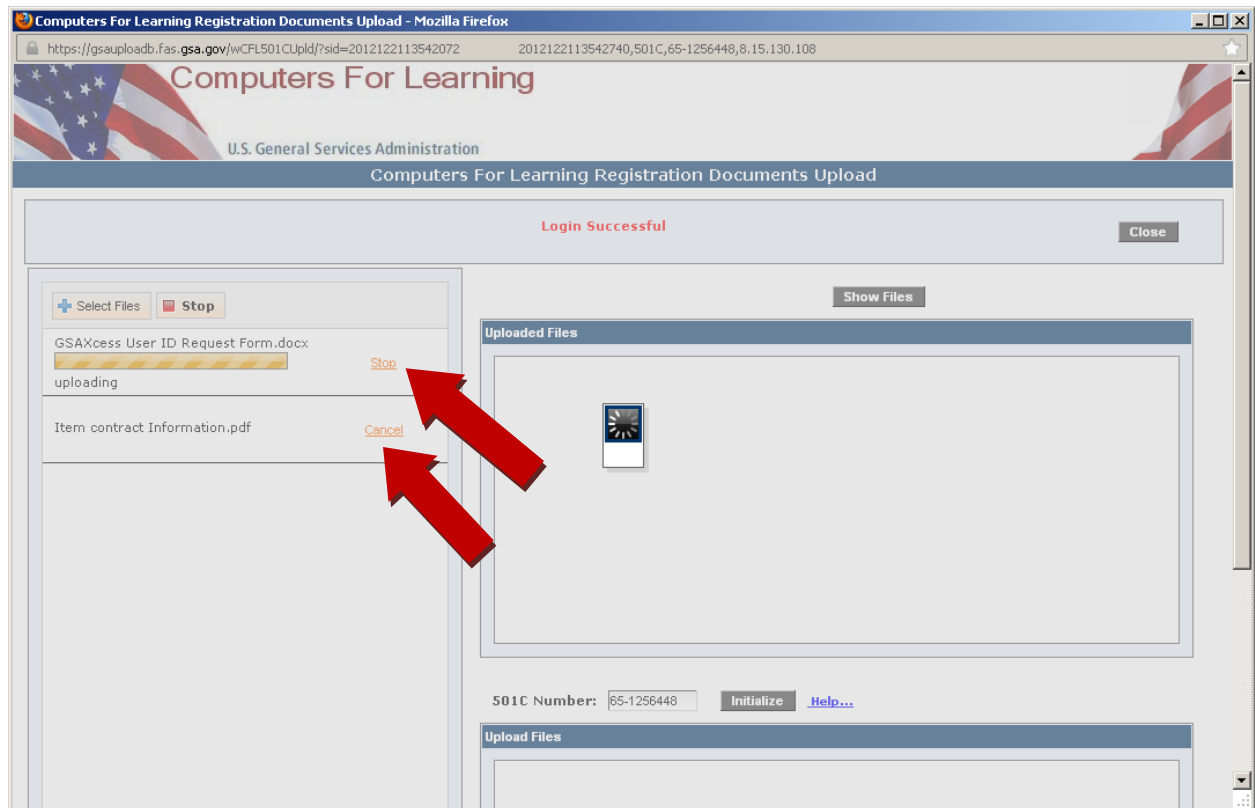 Computers For Learning Registration Documents Upload - Mozilla Firefox
https://gsauploadb.fas.gsa.gov/wCFL501CUpld/?sid=2012122113542072 2012122113542740,501C,65-1256448,8.15.130.108
Computers For Learning
U.S. General Services Administration
Computers For Learning Registration Documents Upload
Login Successful
Close
Select Files Stop
Show Files
GSAXcess User ID Request Form.docx
Stop
uploading
Item contract Information.pdf Cancel
Uploaded Files
501C Number: 65-1256448 Initialize Help...
Upload Files